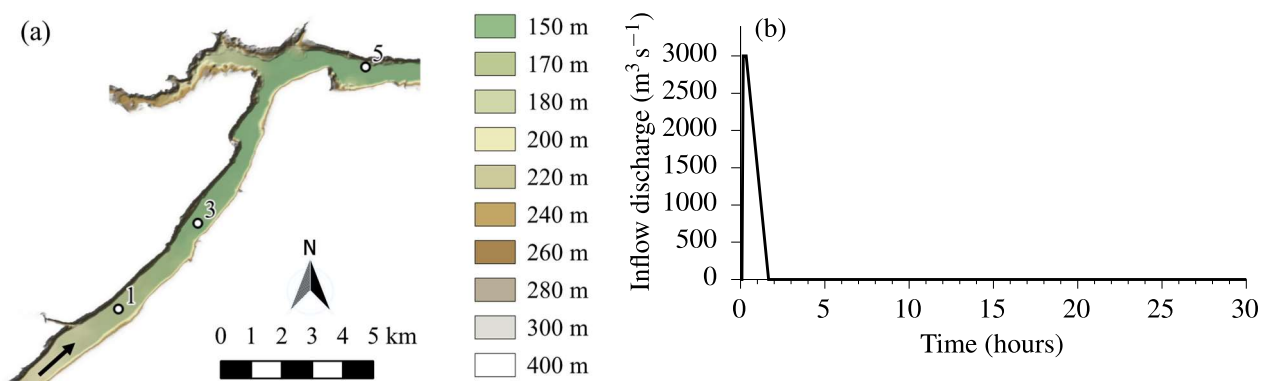 (a)
5
3
1
N
0 1 2 3 4 5 km
150 m
170 m
180 m
200 m
220 m
240 m
260 m
280 m
300 m
400 m
(b)
Inflow discharge (m³ s⁻¹)
3000
2500
2000
1500
1000
500
0
0 5 10 15 20 25 30
Time (hours)